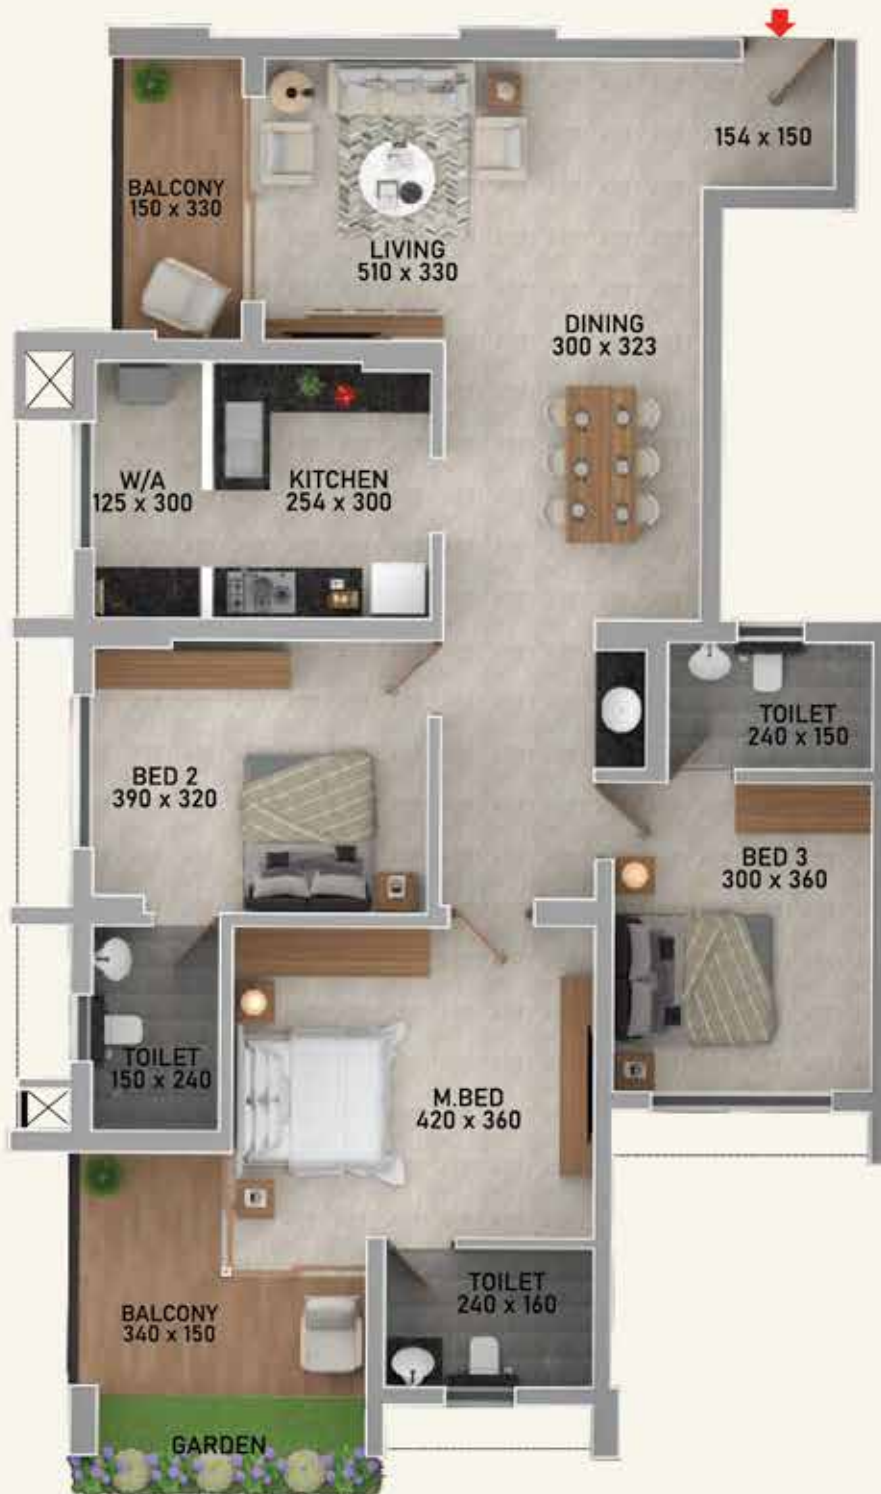 154 x 150
BALCONY
150 x 330
LIVING
510 x 330
DINING
300 x 323
W/A
125 x 300
KITCHEN
254 x 300
TOILET
240 x 150
BED 2
390 x 320
BED 3
300 x 360
TOILET
150 x 240
M.BED
420 x 360
TOILET
240 x 160
BALCONY
340 x 150
GARDEN